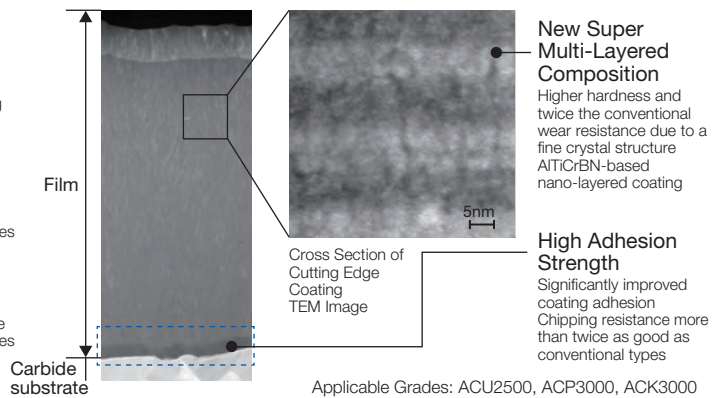 Film
Carbide
substrate
5nm
Cross Section of
Cutting Edge
Coating
TEM Image
New Super
Multi-Layered
Composition
Higher hardness and
twice the conventional
wear resistance due to a
fine crystal structure
AlTiCrBN-based
nano-layered coating
High Adhesion
Strength
Significantly improved
coating adhesion
Chipping resistance more
than twice as good as
conventional types
Applicable Grades: ACU2500, ACP3000, ACK3000